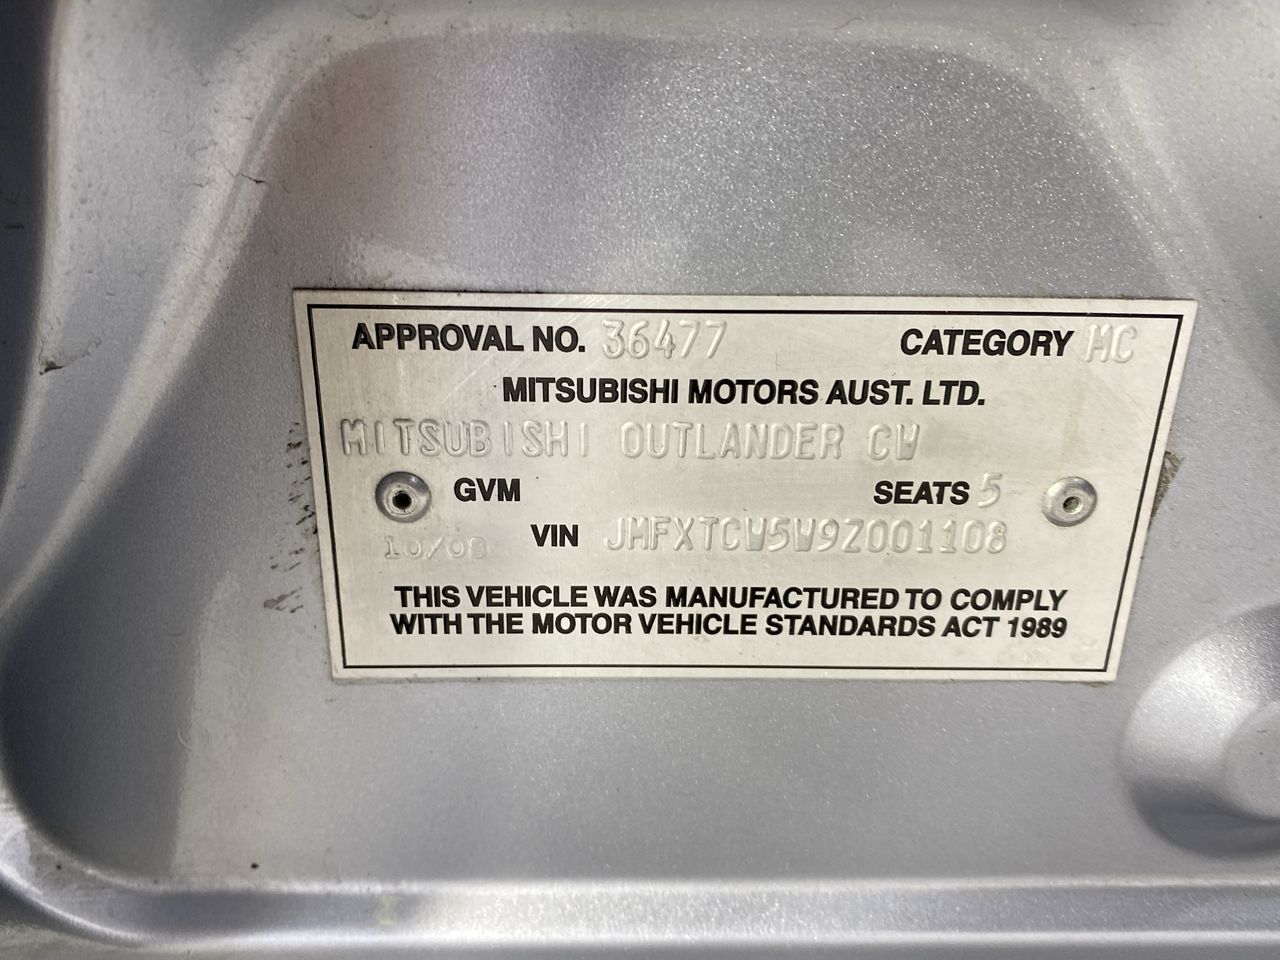 APPROVAL NO. 36477 CATEGORY MC
MITSUBISHI MOTORS AUST. LTD.
MITSUBISHI OUTLANDER CW
GVM SEATS 5
10/08 VIN JMFXTCW5W9Z001108
THIS VEHICLE WAS MANUFACTURED TO COMPLY
WITH THE MOTOR VEHICLE STANDARDS ACT 1989